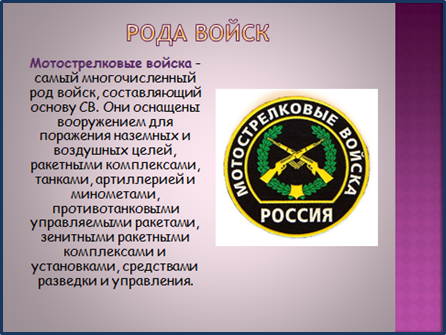 РОДА ВОЙСК
Мотострелковые войска -
самый многочисленный
род войск, составляющий
основу СВ. Они оснащены
вооружением для
поражения наземных и
воздушных целей,
ракетными комплексами,
танками, артиллерией и
минометами,
противотанковыми
управляемыми ракетами,
зенитными ракетными
комплексами и
установками, средствами
разведки и управления.
МОТОСТРЕЛКОВЫЕ ВОЙСКА
РОССИЯ